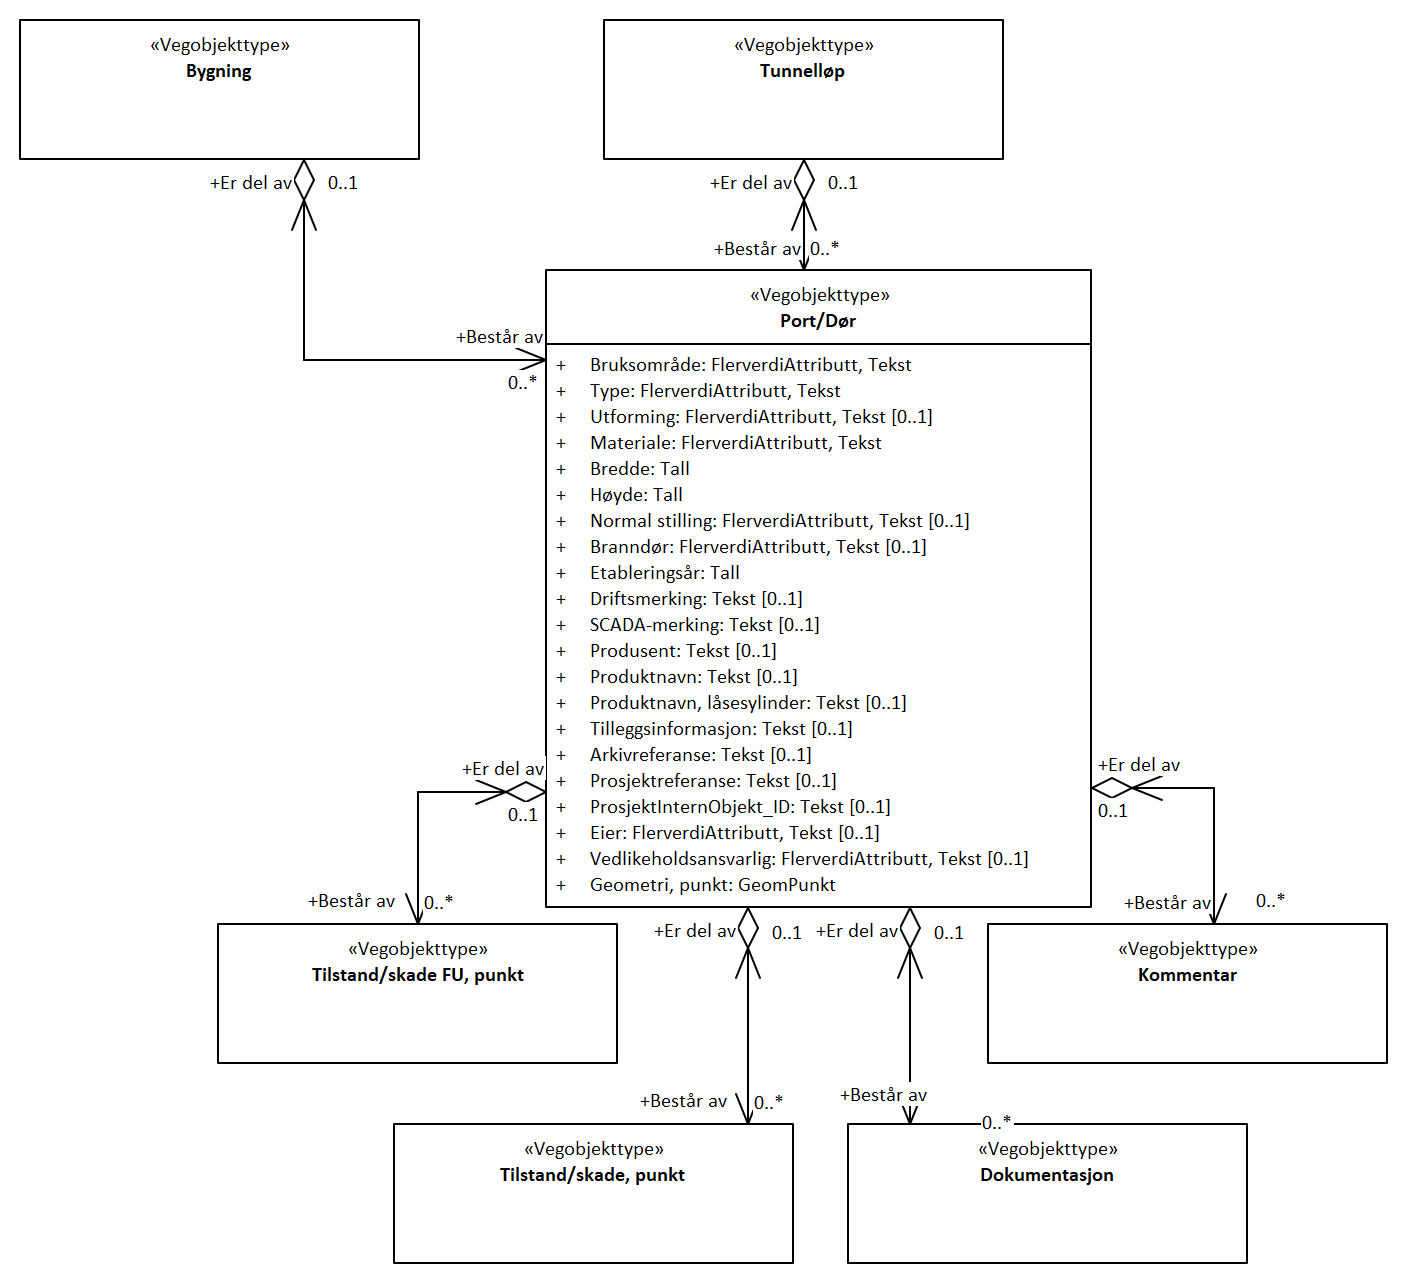 «Vegobjekttype»
Bygning
«Vegobjekttype»
Tunnelløp
+Er del av
0..1
+Er del av
0..1
+Består av
0..*
«Vegobjekttype»
Port/Dør
+Består av
0..*
+ Bruksområde: FlerverdiAttributt, Tekst
+ Type: FlerverdiAttributt, Tekst
+ Utforming: FlerverdiAttributt, Tekst [0..1]
+ Materiale: FlerverdiAttributt, Tekst
+ Bredde: Tall
+ Høyde: Tall
+ Normal stilling: FlerverdiAttributt, Tekst [0..1]
+ Branndør: FlerverdiAttributt, Tekst [0..1]
+ Etableringsår: Tall
+ Driftsmerking: Tekst [0..1]
+ SCADA-merking: Tekst [0..1]
+ Produsent: Tekst [0..1]
+ Produktnavn: Tekst [0..1]
+ Produktnavn, låsesylinder: Tekst [0..1]
+ Tilleggsinformasjon: Tekst [0..1]
+ Arkivreferanse: Tekst [0..1]
+ Prosjektreferanse: Tekst [0..1]
+ ProsjektInternObjekt_ID: Tekst [0..1]
+ Eier: FlerverdiAttributt, Tekst [0..1]
+ Vedlikeholdsansvarlig: FlerverdiAttributt, Tekst [0..1]
+ Geometri, punkt: GeomPunkt
+Er del av
0..1
+Er del av
0..1
+Består av
0..*
+Er del av
0..1
+Er del av
0..1
+Består av
0..*
«Vegobjekttype»
Tilstand/skade FU, punkt
«Vegobjekttype»
Kommentar
+Består av
0..*
+Består av
0..*
«Vegobjekttype»
Tilstand/skade, punkt
«Vegobjekttype»
Dokumentasjon